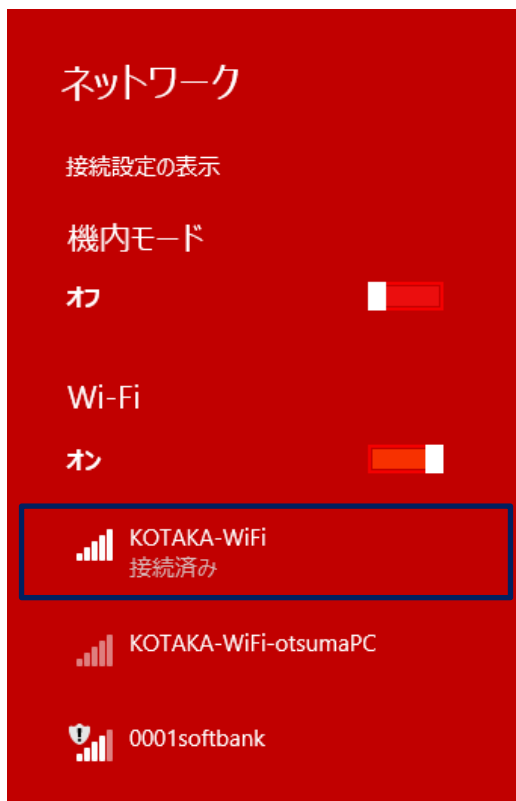 ネットワーク
接続設定の表示
機内モード
オフ
Wi-Fi
オン
KOTAKA-WiFi
接続済み
KOTAKA-WiFi-otsumaPC
0001softbank